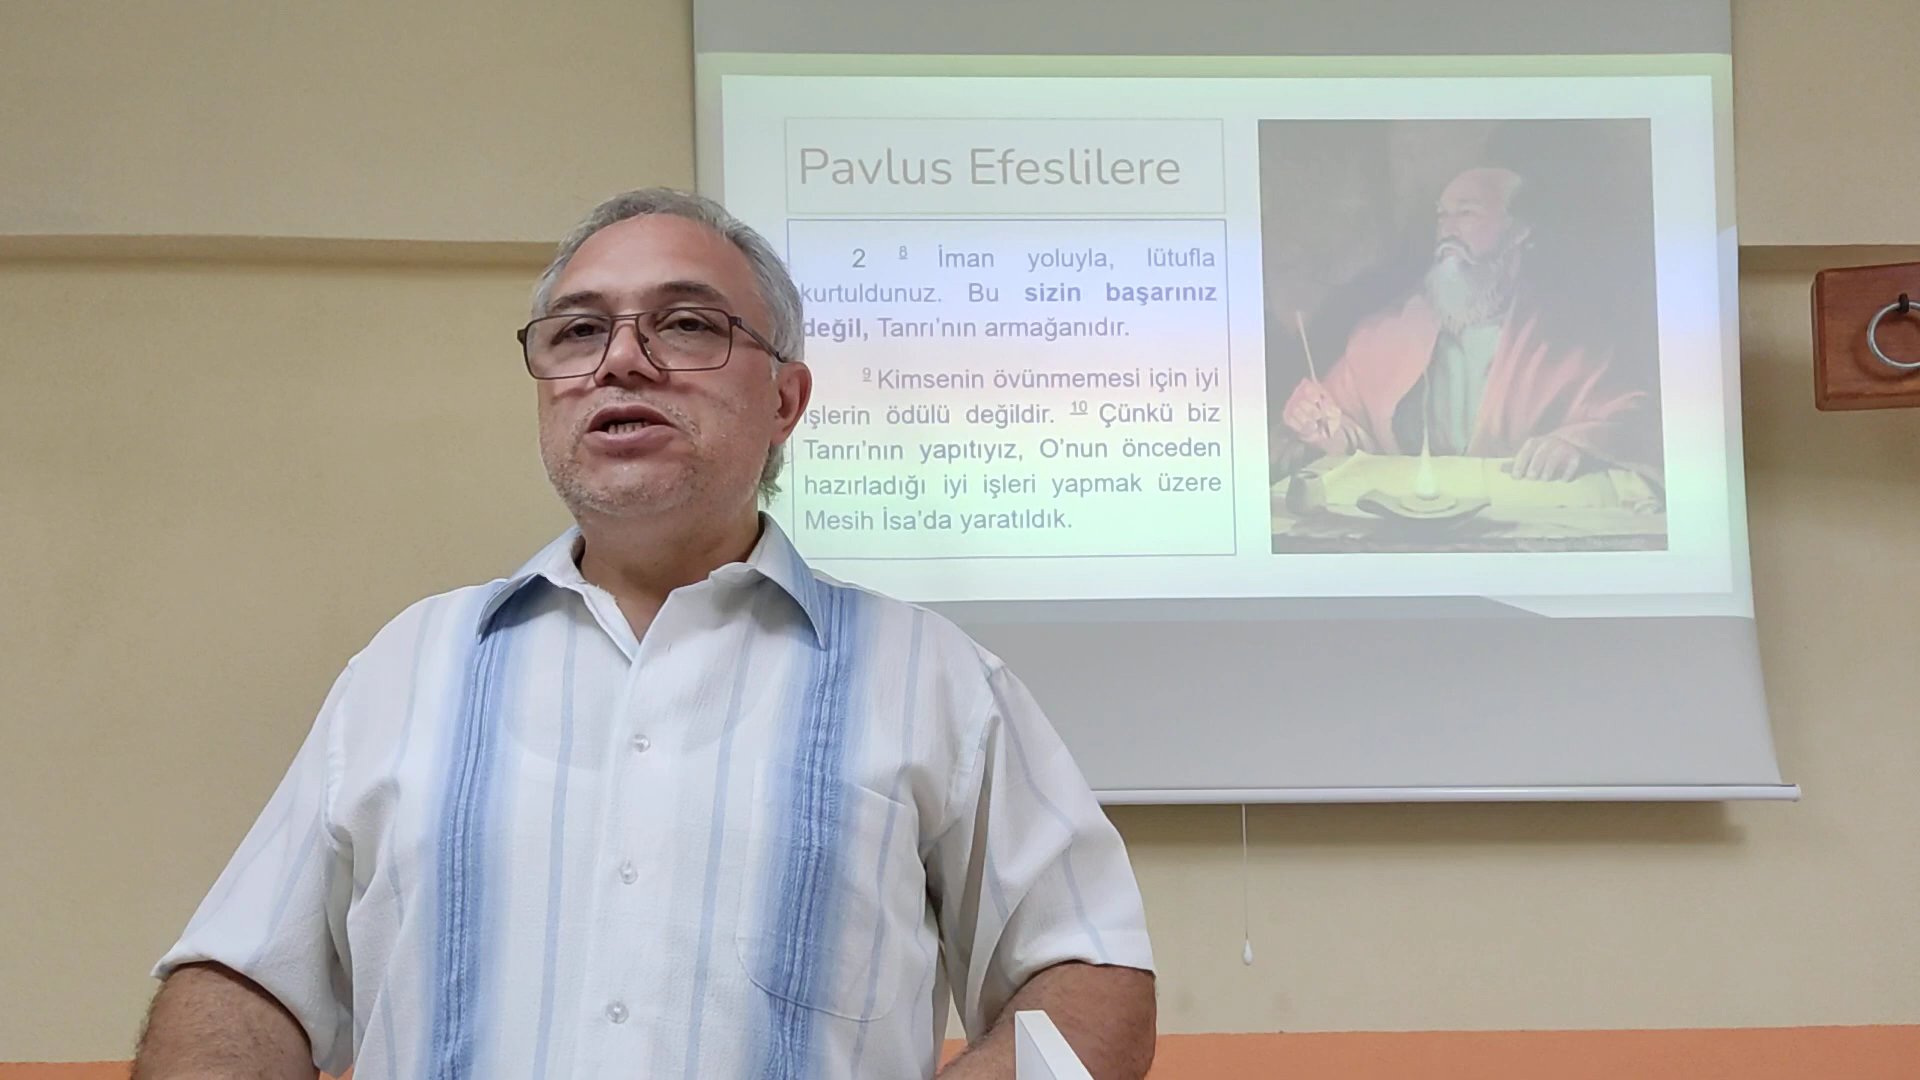 Pavlus Efeslilere
2 8 İman yoluyla, lütufla
kurtuldunuz. Bu sizin başarınız
değil, Tanrı'nın armağanıdır.
9 Kimsenin övünmemesi için iyi
işlerin ödülü değildir. 10 Çünkü biz
Tanrı'nın yapıtıyız, O'nun önceden
hazırladığı iyi işleri yapmak üzere
Mesih İsa'da yaratıldık.